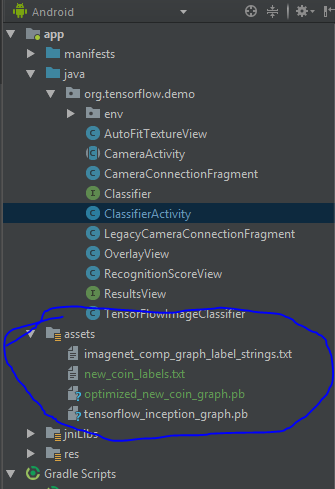 Android
app
manifests
java
org.tensorflow.demo
env
AutoFitTextureView
CameraActivity
CameraConnectionFragment
Classifier
ClassifierActivity
LegacyCameraConnectionFragment
OverlayView
RecognitionScoreView
ResultsView
TensorFlowImageClassifier
assets
imagenet_comp_graph_label_strings.txt
new_coin_labels.txt
optimized_new_coin_graph.pb
tensorflow_inception_graph.pb
jniLibs
res
Gradle Scripts